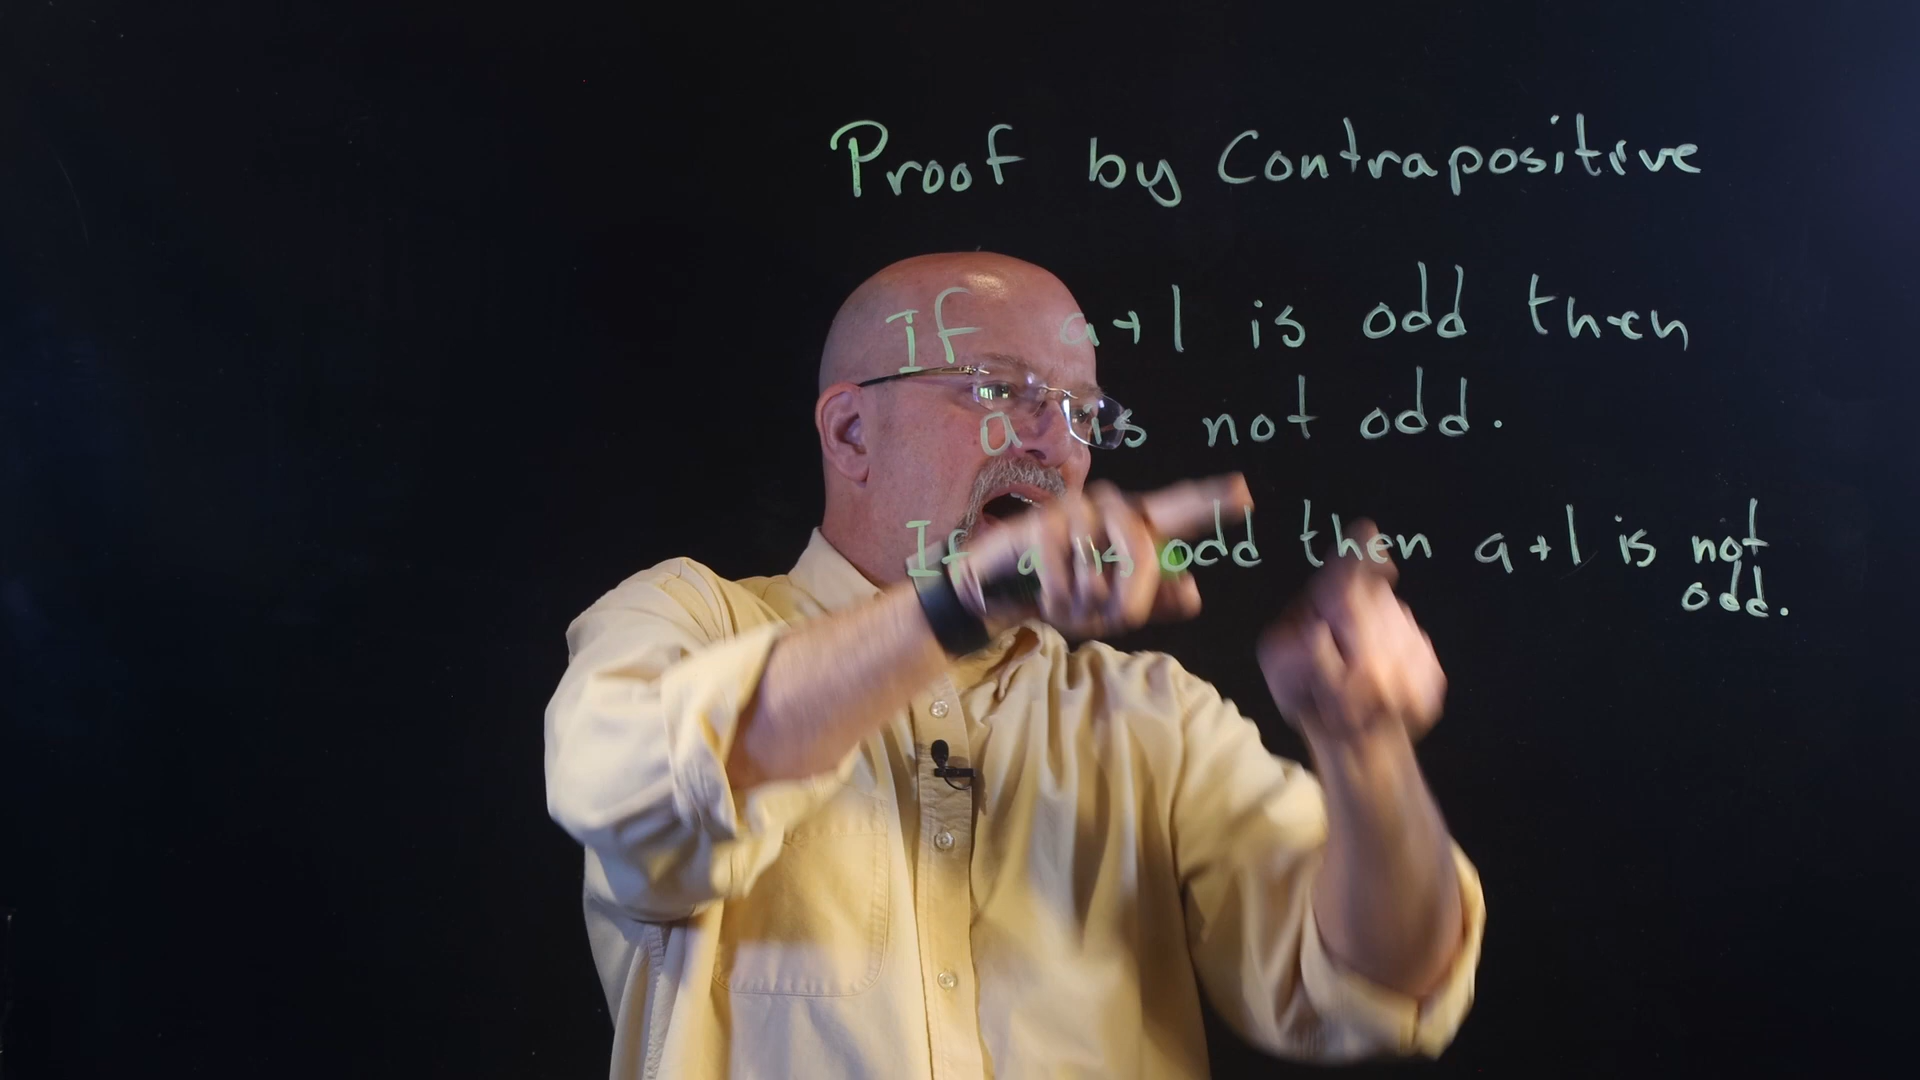 Proof by Contrapositive
If a+1 is odd then
a is not odd.
If a is odd then a+1 is not
odd.